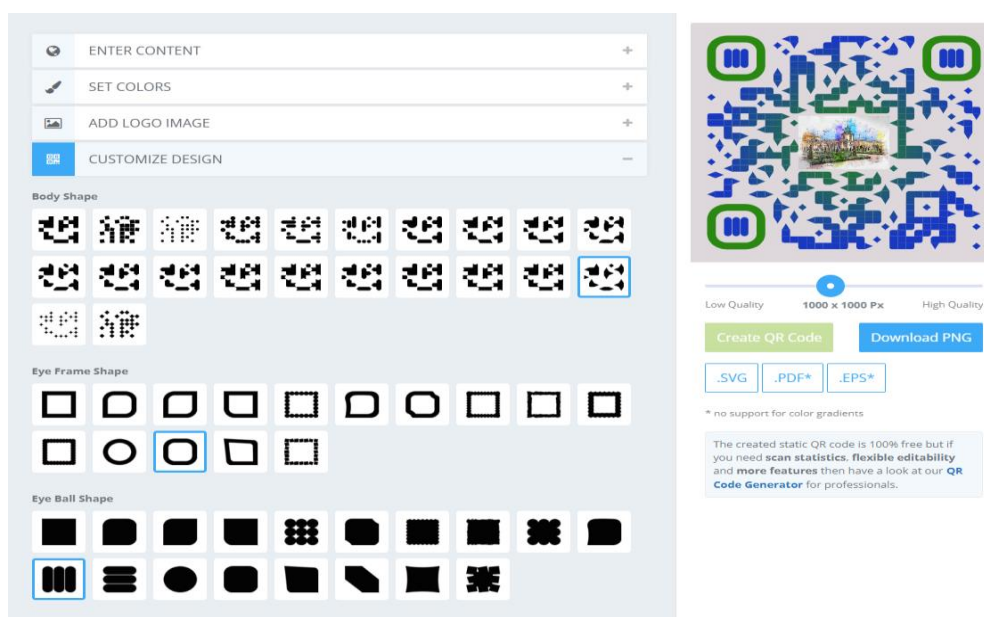 ENTER CONTENT
SET COLORS
ADD LOGO IMAGE
CUSTOMIZE DESIGN
Body Shape
Eye Frame Shape
Eye Ball Shape
Low Quality 1000 x 1000 Px High Quality
Create QR Code Download PNG
.SVG .PDF* .EPS*
* no support for color gradients
The created static QR code is 100% free but if
you need scan statistics, flexible editability
and more features then have a look at our QR
Code Generator for professionals.